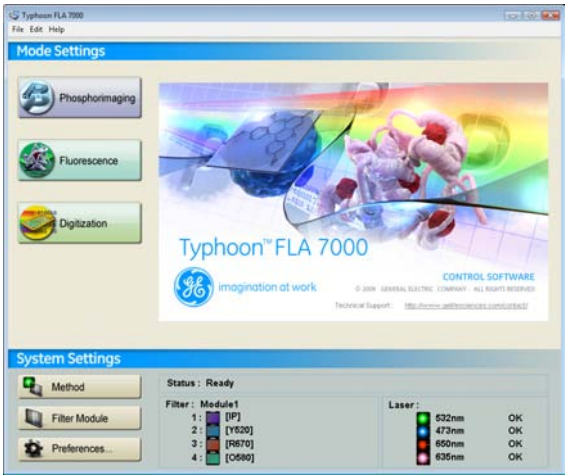 Typhoon FLA 7000
File Edit Help
Mode Settings
Phosphorimaging
Fluorescence
Digitization
Typhoon™ FLA 7000
GE imagination at work
CONTROL SOFTWARE
© 2009 GENERAL ELECTRIC COMPANY - ALL RIGHTS RESERVED
Technical Support: http://www.gelifesciences.com/contact/
System Settings
Method
Filter Module
Preferences...
Status : Ready
Filter : Module1
1 : [IP]
2 : [Y520]
3 : [R670]
4 : [O580]
Laser :
532nm OK
473nm OK
650nm OK
635nm OK